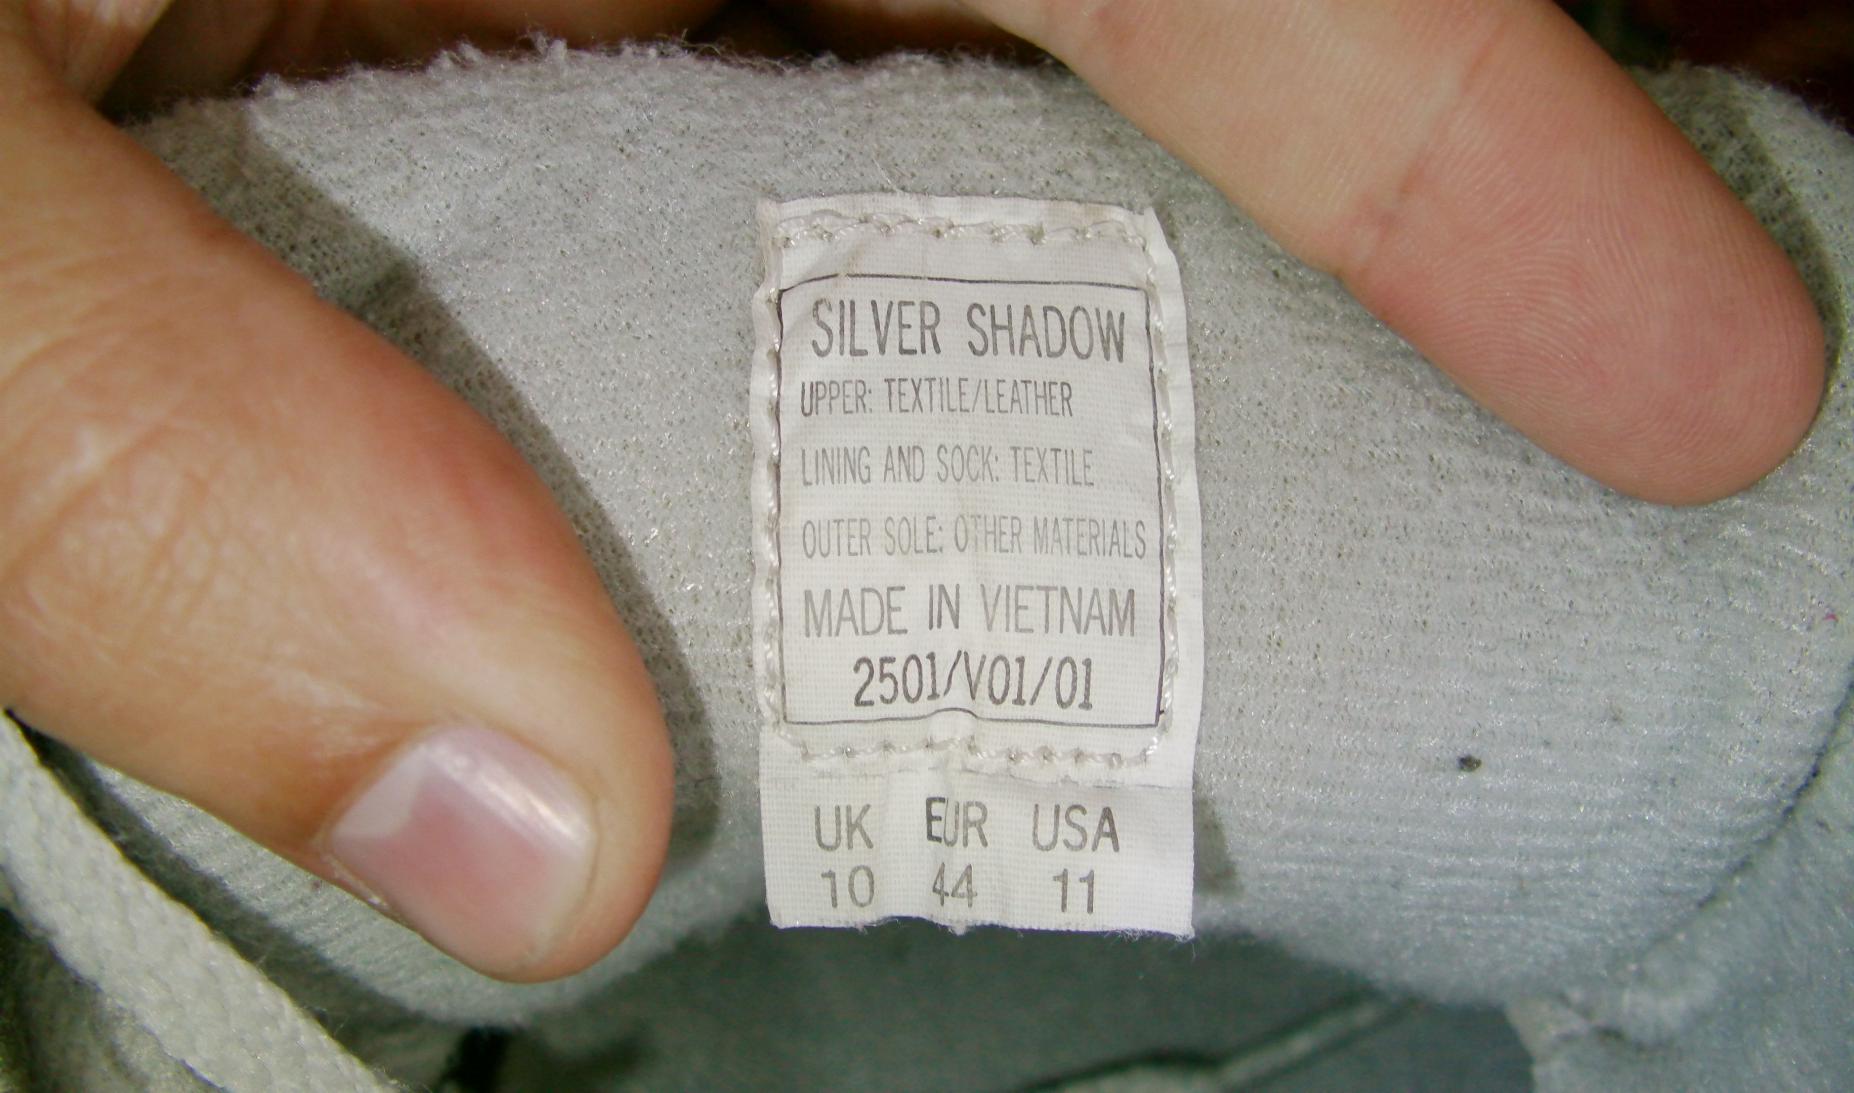 SILVER SHADOW
UPPER: TEXTILE/LEATHER
LINING AND SOCK: TEXTILE
OUTER SOLE: OTHER MATERIALS
MADE IN VIETNAM
2501/V01/01
UK EUR USA
10 44 11